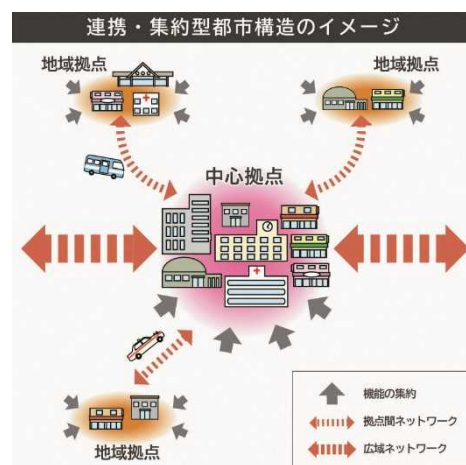 連携・集約型都市構造のイメージ
地域拠点
地域拠点
中心拠点
地域拠点
機能の集約
拠点間ネットワーク
広域ネットワーク